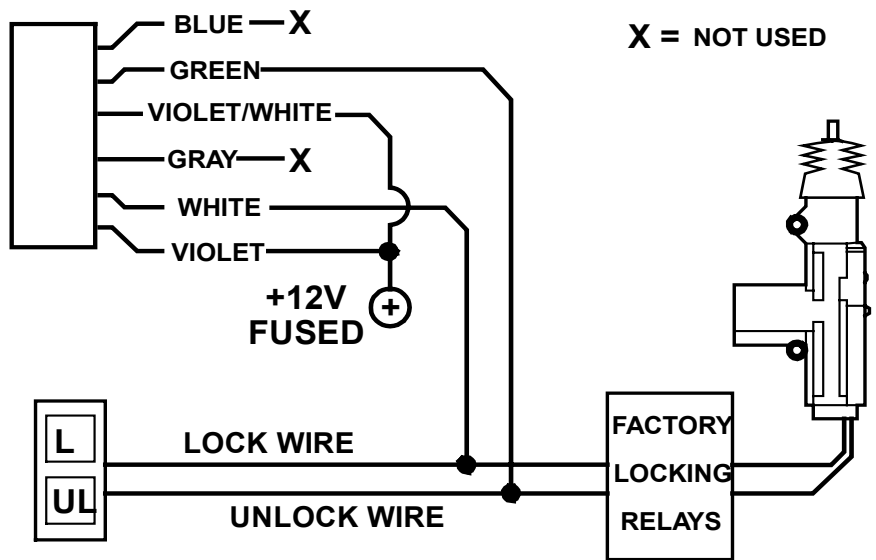 BLUE X
X = NOT USED
GREEN
VIOLET/WHITE
GRAY X
WHITE
VIOLET
+12V
FUSED
+
L
LOCK WIRE
UL
UNLOCK WIRE
FACTORY
LOCKING
RELAYS